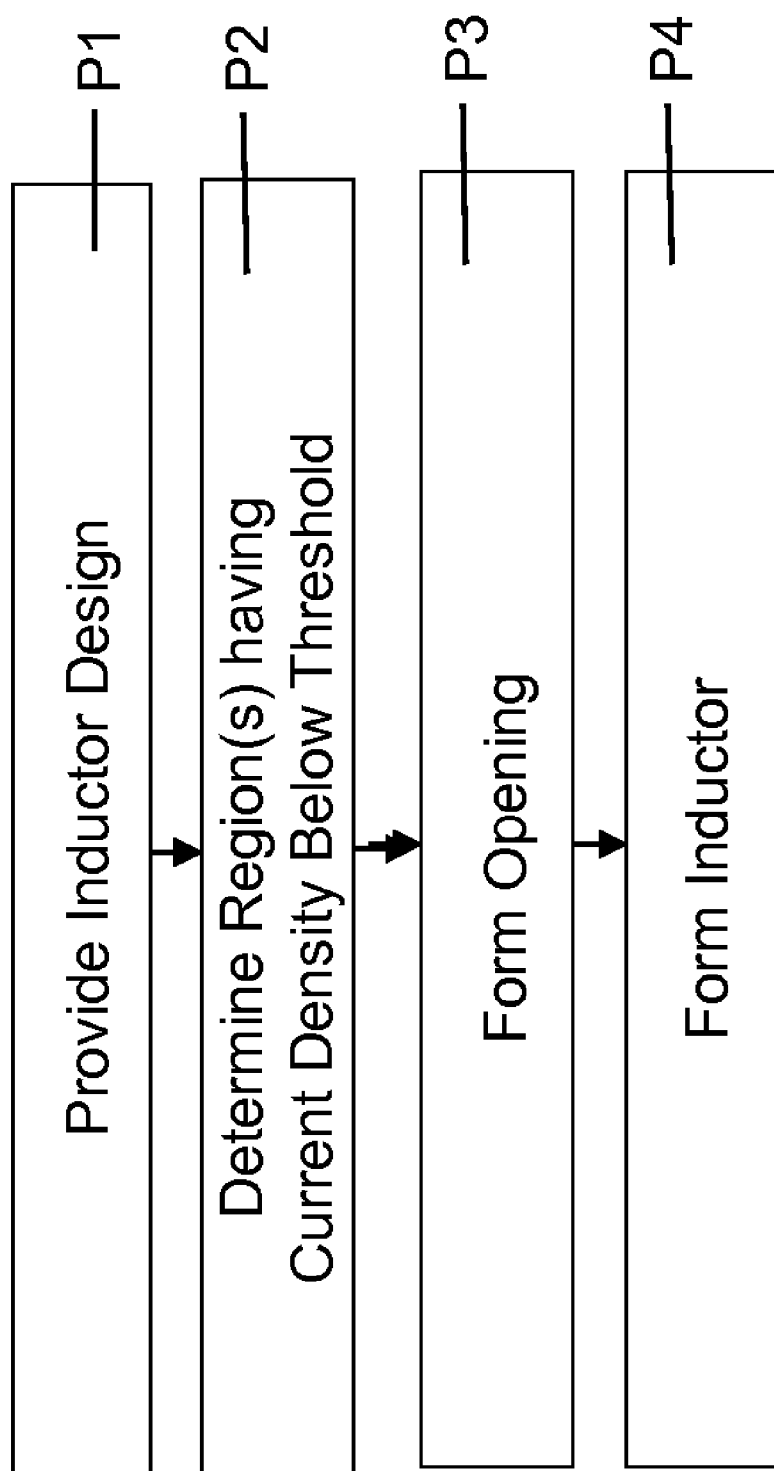 Provide Inductor Design
P1
Determine Region(s) having
Current Density Below Threshold
P2
Form Opening
P3
Form Inductor
P4